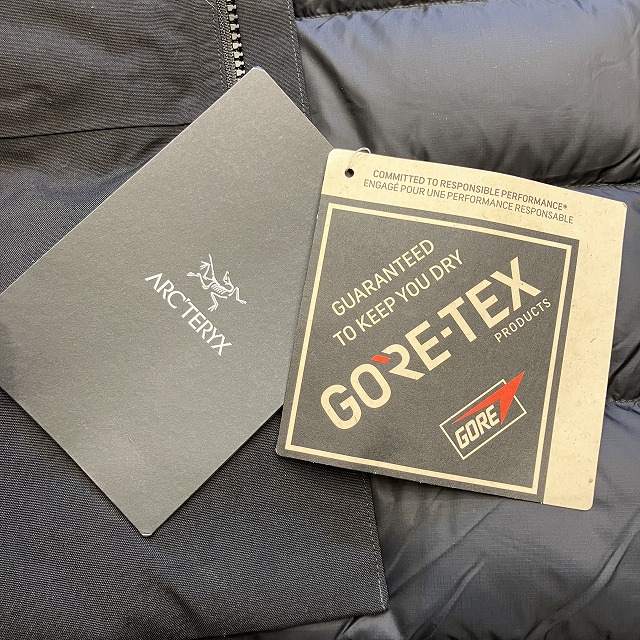 ARC'TERYX
COMMITTED TO RESPONSIBLE PERFORMANCE*
ENGAGÉ POUR UNE PERFORMANCE RESPONSABLE
GUARANTEED
TO KEEP YOU DRY
GORE-TEX
PRODUCTS
GORE